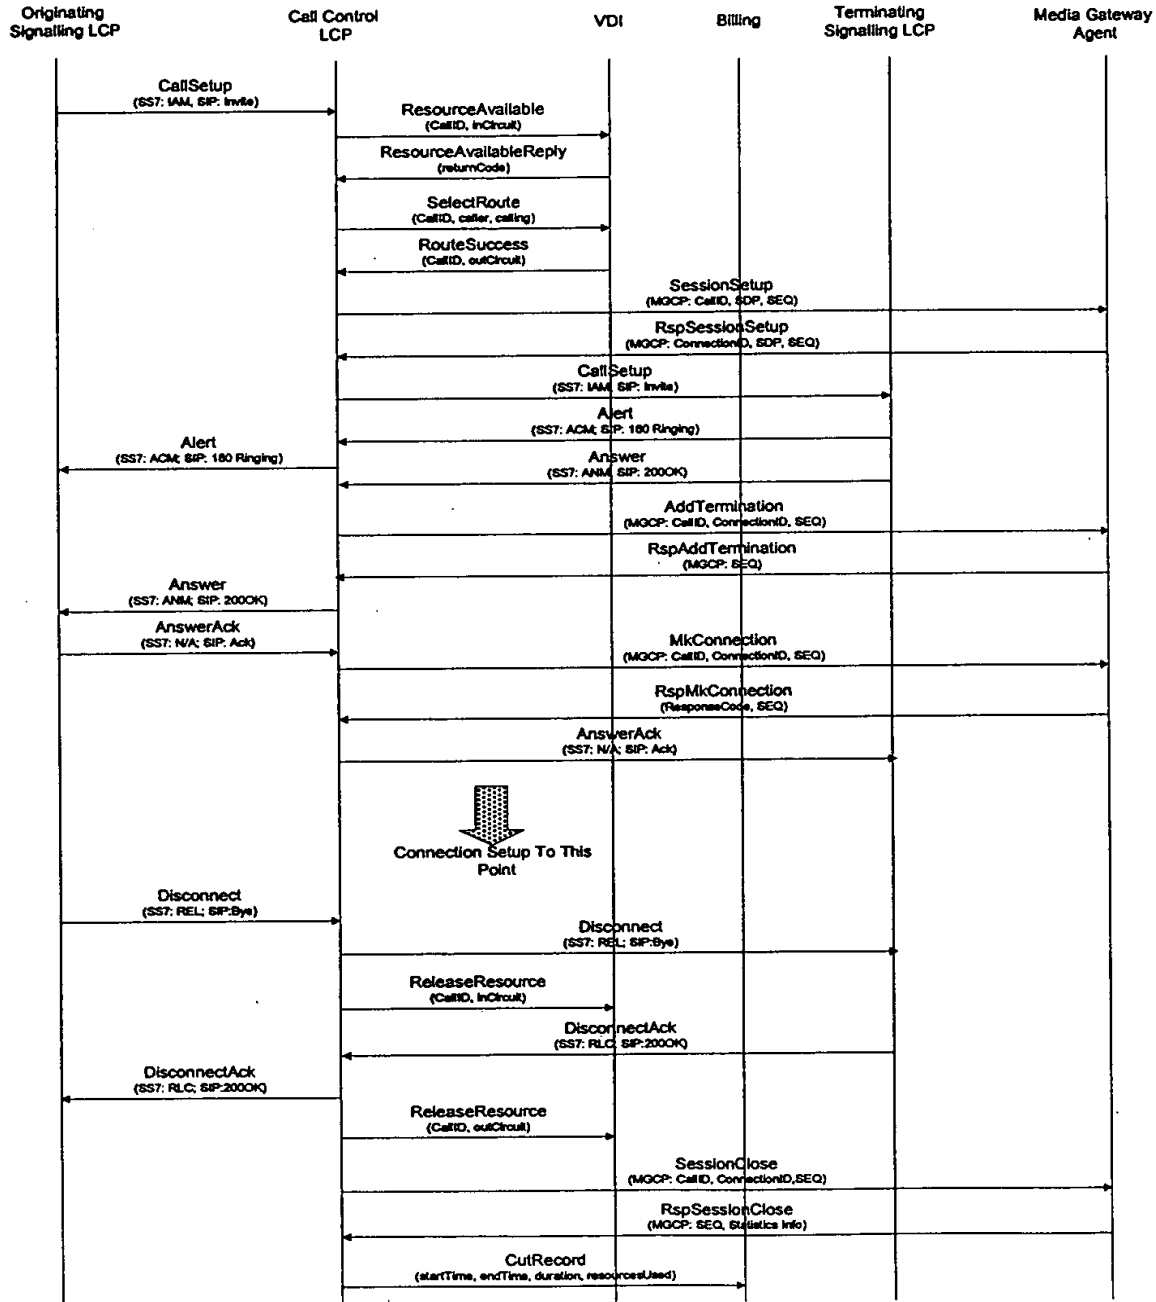 Originating
Signalling LCP
Call Control
LCP
VDI
Billing
Terminating
Signalling LCP
Media Gateway
Agent
CallSetup
(SS7: IAM, SIP: Invite)
ResourceAvailable
(CallID, inCircuit)
ResourceAvailableReply
(returnCode)
SelectRoute
(CallID, caller, calling)
RouteSuccess
(CallID, outCircuit)
SessionSetup
(MGCP: CallID, SDP, SEQ)
RspSessionSetup
(MGCP: ConnectionID, SDP, SEQ)
CallSetup
(SS7: IAM, SIP: Invite)
Alert
(SS7: ACM; SIP: 180 Ringing)
Alert
(SS7: ACM; SIP: 180 Ringing)
Answer
(SS7: ANM, SIP: 200OK)
AddTermination
(MGCP: CallID, ConnectionID, SEQ)
RspAddTermination
(MGCP: SEQ)
Answer
(SS7: ANM; SIP: 200OK)
AnswerAck
(SS7: N/A; SIP: Ack)
MkConnection
(MGCP: CallID, ConnectionID, SEQ)
RspMkConnection
(ResponseCode, SEQ)
AnswerAck
(SS7: N/A; SIP: Ack)
Connection Setup To This
Point
Disconnect
(SS7: REL; SIP:Bye)
Disconnect
(SS7: REL; SIP:Bye)
ReleaseResource
(CallID, inCircuit)
DisconnectAck
(SS7: RLC, SIP:200OK)
DisconnectAck
(SS7: RLC; SIP:200OK)
ReleaseResource
(CallID, outCircuit)
SessionClose
(MGCP: CallID, ConnectionID,SEQ)
RspSessionClose
(MGCP: SEQ, Statistics Info)
CutRecord
(startTime, endTime, duration, resourcesUsed)